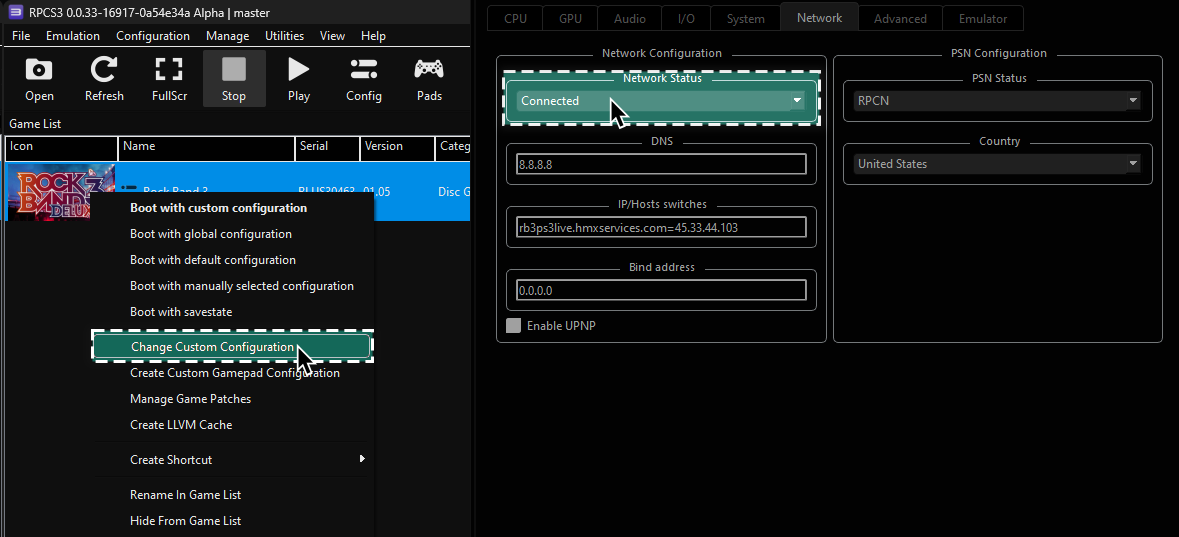 RPCS3 0.0.33-16917-0a54e34a Alpha | master
File Emulation Configuration Manage Utilities View Help
Open Refresh FullScr Stop Play Config Pads
Game List
Icon Name Serial Version Categ
ROCK BAND 3 DELUXE Rock Band 3 BLUS30463 01.05 Disc G
Boot with custom configuration
Boot with global configuration
Boot with default configuration
Boot with manually selected configuration
Boot with savestate
Change Custom Configuration
Create Custom Gamepad Configuration
Manage Game Patches
Create LLVM Cache
Create Shortcut
Rename In Game List
Hide From Game List
CPU GPU Audio I/O System Network Advanced Emulator
Network Configuration
Network Status
Connected
DNS
8.8.8.8
IP/Hosts switches
rb3ps3live.hmxservices.com=45.33.44.103
Bind address
0.0.0.0
Enable UPNP
PSN Configuration
PSN Status
RPCN
Country
United States